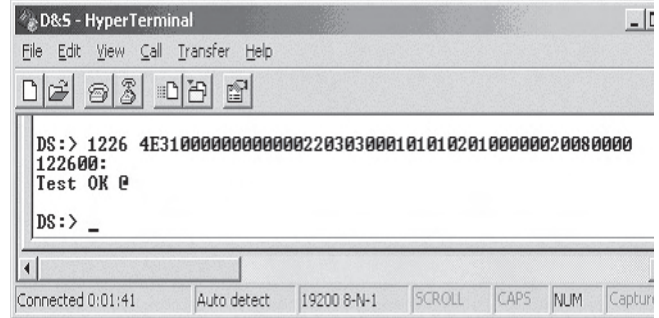 D&S - HyperTerminal
File Edit View Call Transfer Help
DS:> 1226 4E3100000000000022030300010101020100000020080000
122600:
Test OK @
DS:> _
Connected 0:01:41 Auto detect 19200 8-N-1 SCROLL CAPS NUM Capture